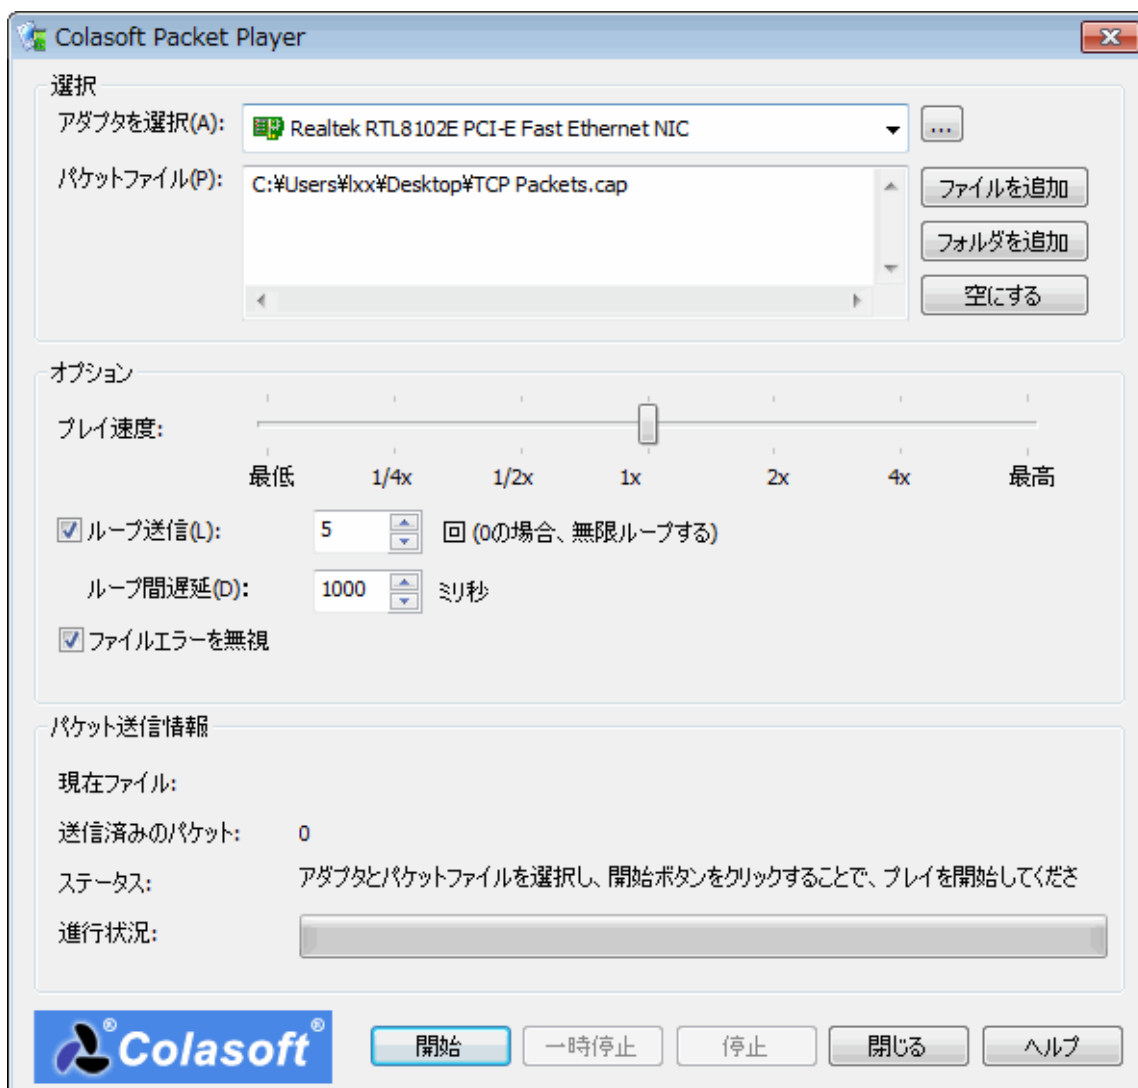 Colasoft Packet Player
選択
アダプタを選択(A): Realtek RTL8102E PCI-E Fast Ethernet NIC ...
パケットファイル(P): C:¥Users¥lxx¥Desktop¥TCP Packets.cap
ファイルを追加
フォルダを追加
空にする
オプション
プレイ速度:
最低 1/4x 1/2x 1x 2x 4x 最高
ループ送信(L): 5 回 (0の場合、無限ループする)
ループ間遅延(D): 1000 ミリ秒
ファイルエラーを無視
パケット送信情報
現在ファイル:
送信済みのパケット: 0
ステータス: アダプタとパケットファイルを選択し、開始ボタンをクリックすることで、プレイを開始してくださ
進行状況:
®Colasoft® 開始 一時停止 停止 閉じる ヘルプ